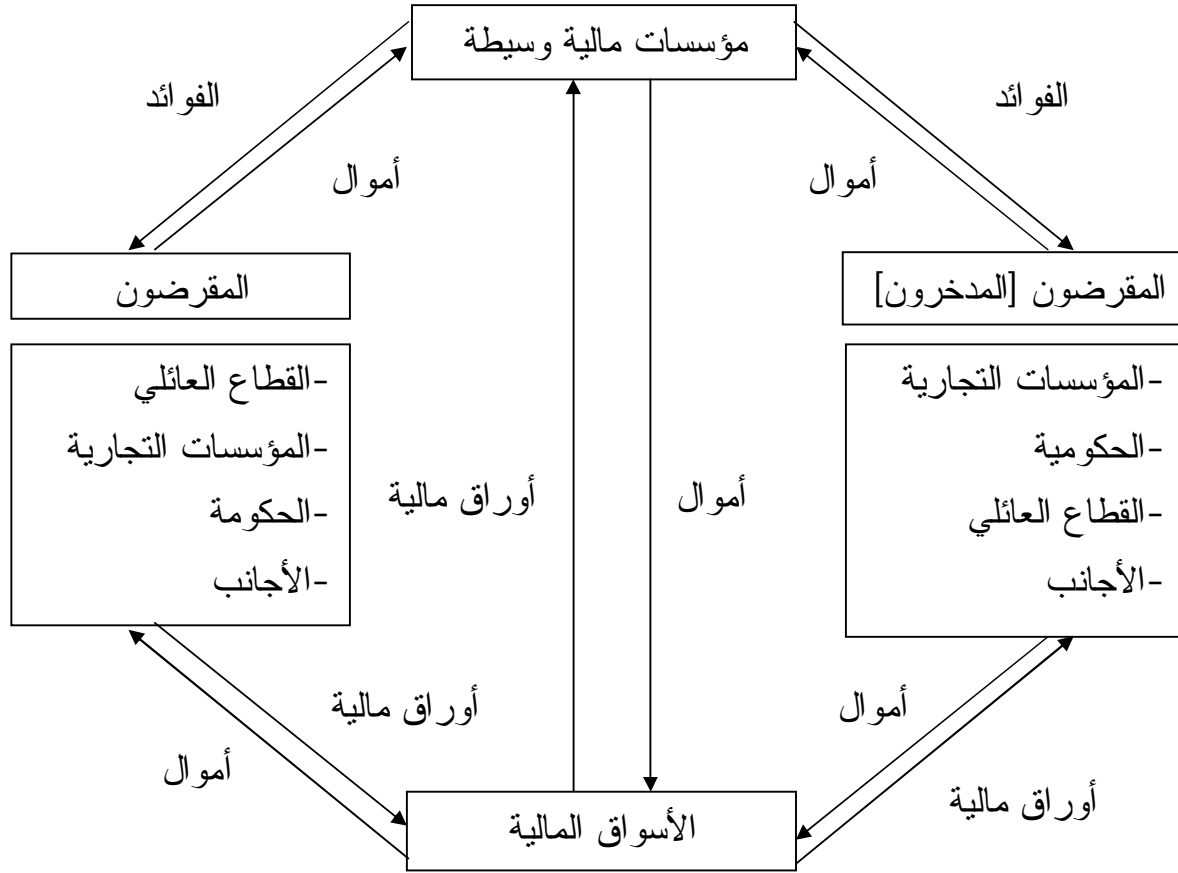 مؤسسات مالية وسيطة
الفوائد
الفوائد
أموال
أموال
المقرضون [المدخرون]
المقرضون
-المؤسسات التجارية
-الحكومية
-القطاع العائلي
-الأجانب
-القطاع العائلي
-المؤسسات التجارية
-الحكومة
-الأجانب
أموال
أوراق مالية
أموال
أوراق مالية
أوراق مالية
أموال
الأسواق المالية